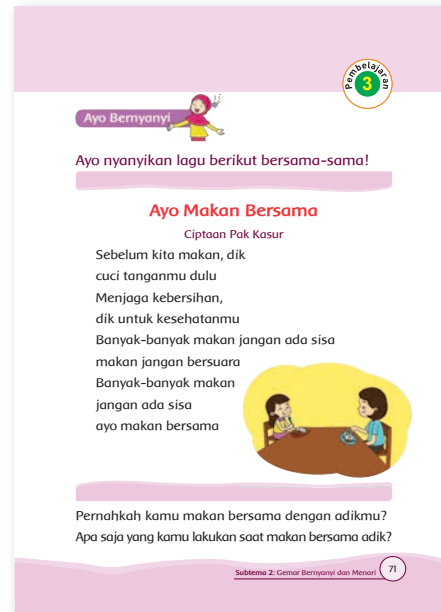 Pembelajaran
3
Ayo Bernyanyi
Ayo nyanyikan lagu berikut bersama-sama!
Ayo Makan Bersama
Ciptaan Pak Kasur
Sebelum kita makan, dik
cuci tanganmu dulu
Menjaga kebersihan,
dik untuk kesehatanmu
Banyak-banyak makan jangan ada sisa
makan jangan bersuara
Banyak-banyak makan
jangan ada sisa
ayo makan bersama
Pernahkah kamu makan bersama dengan adikmu?
Apa saja yang kamu lakukan saat makan bersama adik?
Subtema 2: Gemar Bernyanyi dan Menari
71